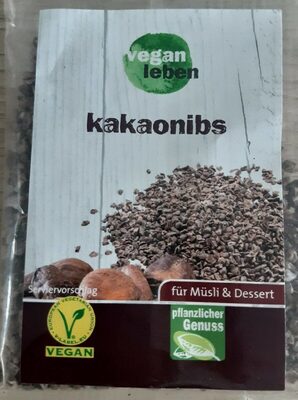 vegan
leben
kakaonibs
Serviervorschlag
für Müsli & Dessert
pflanzlicher
Genuss
VEGAN